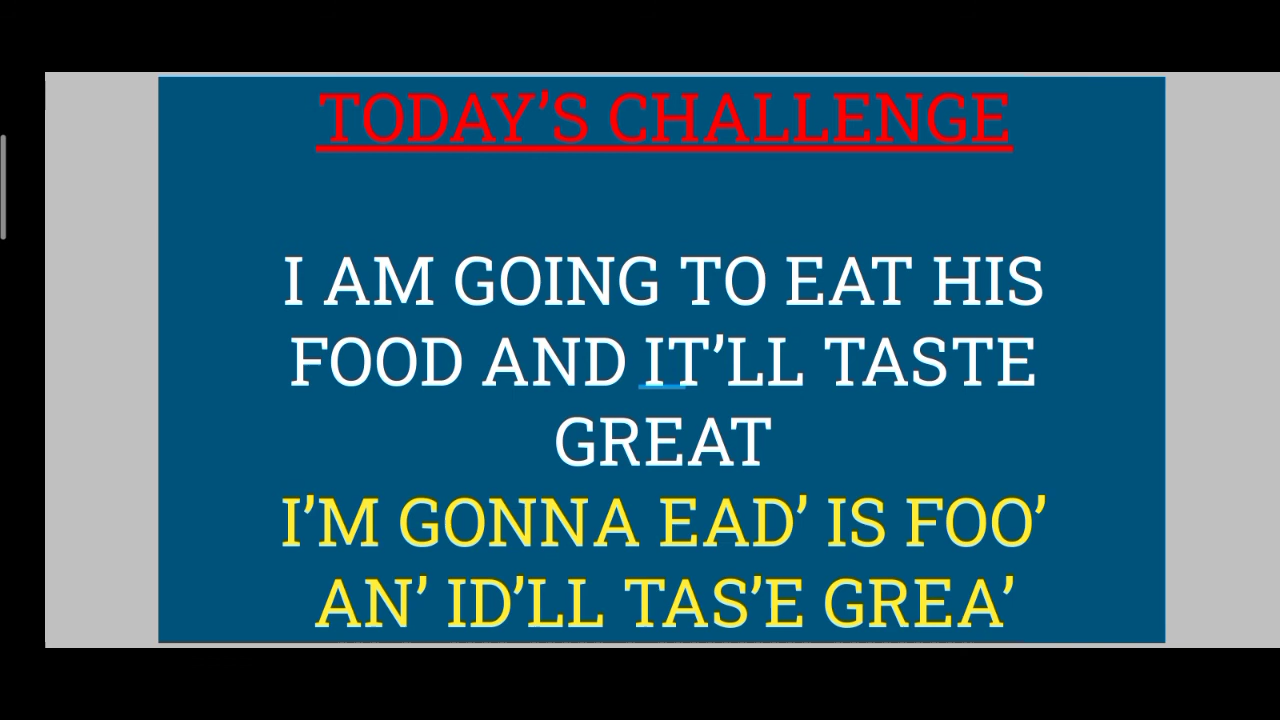 TODAY’S CHALLENGE
I AM GOING TO EAT HIS
FOOD AND IT’LL TASTE
GREAT
I’M GONNA EAD’ IS FOO’
AN’ ID’LL TAS’E GREA’